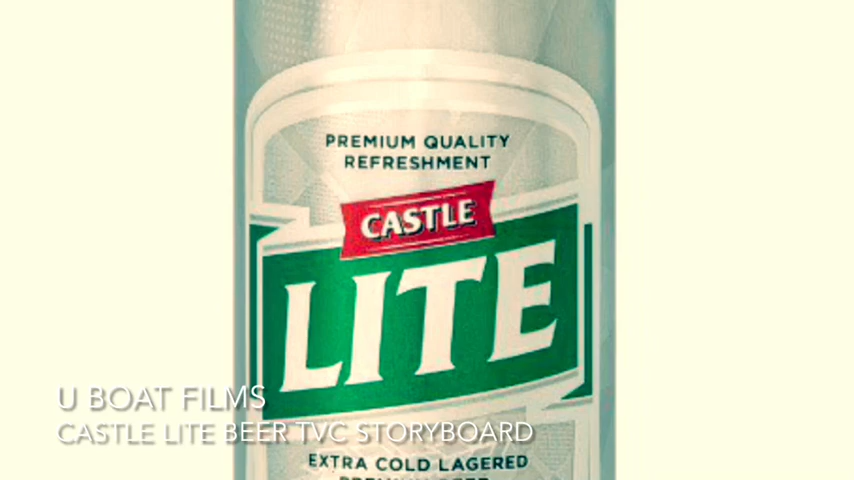 PREMIUM QUALITY
REFRESHMENT
CASTLE
LITE
U BOAT FILMS
CASTLE LITE BEER TVC STORYBOARD
EXTRA COLD LAGERED